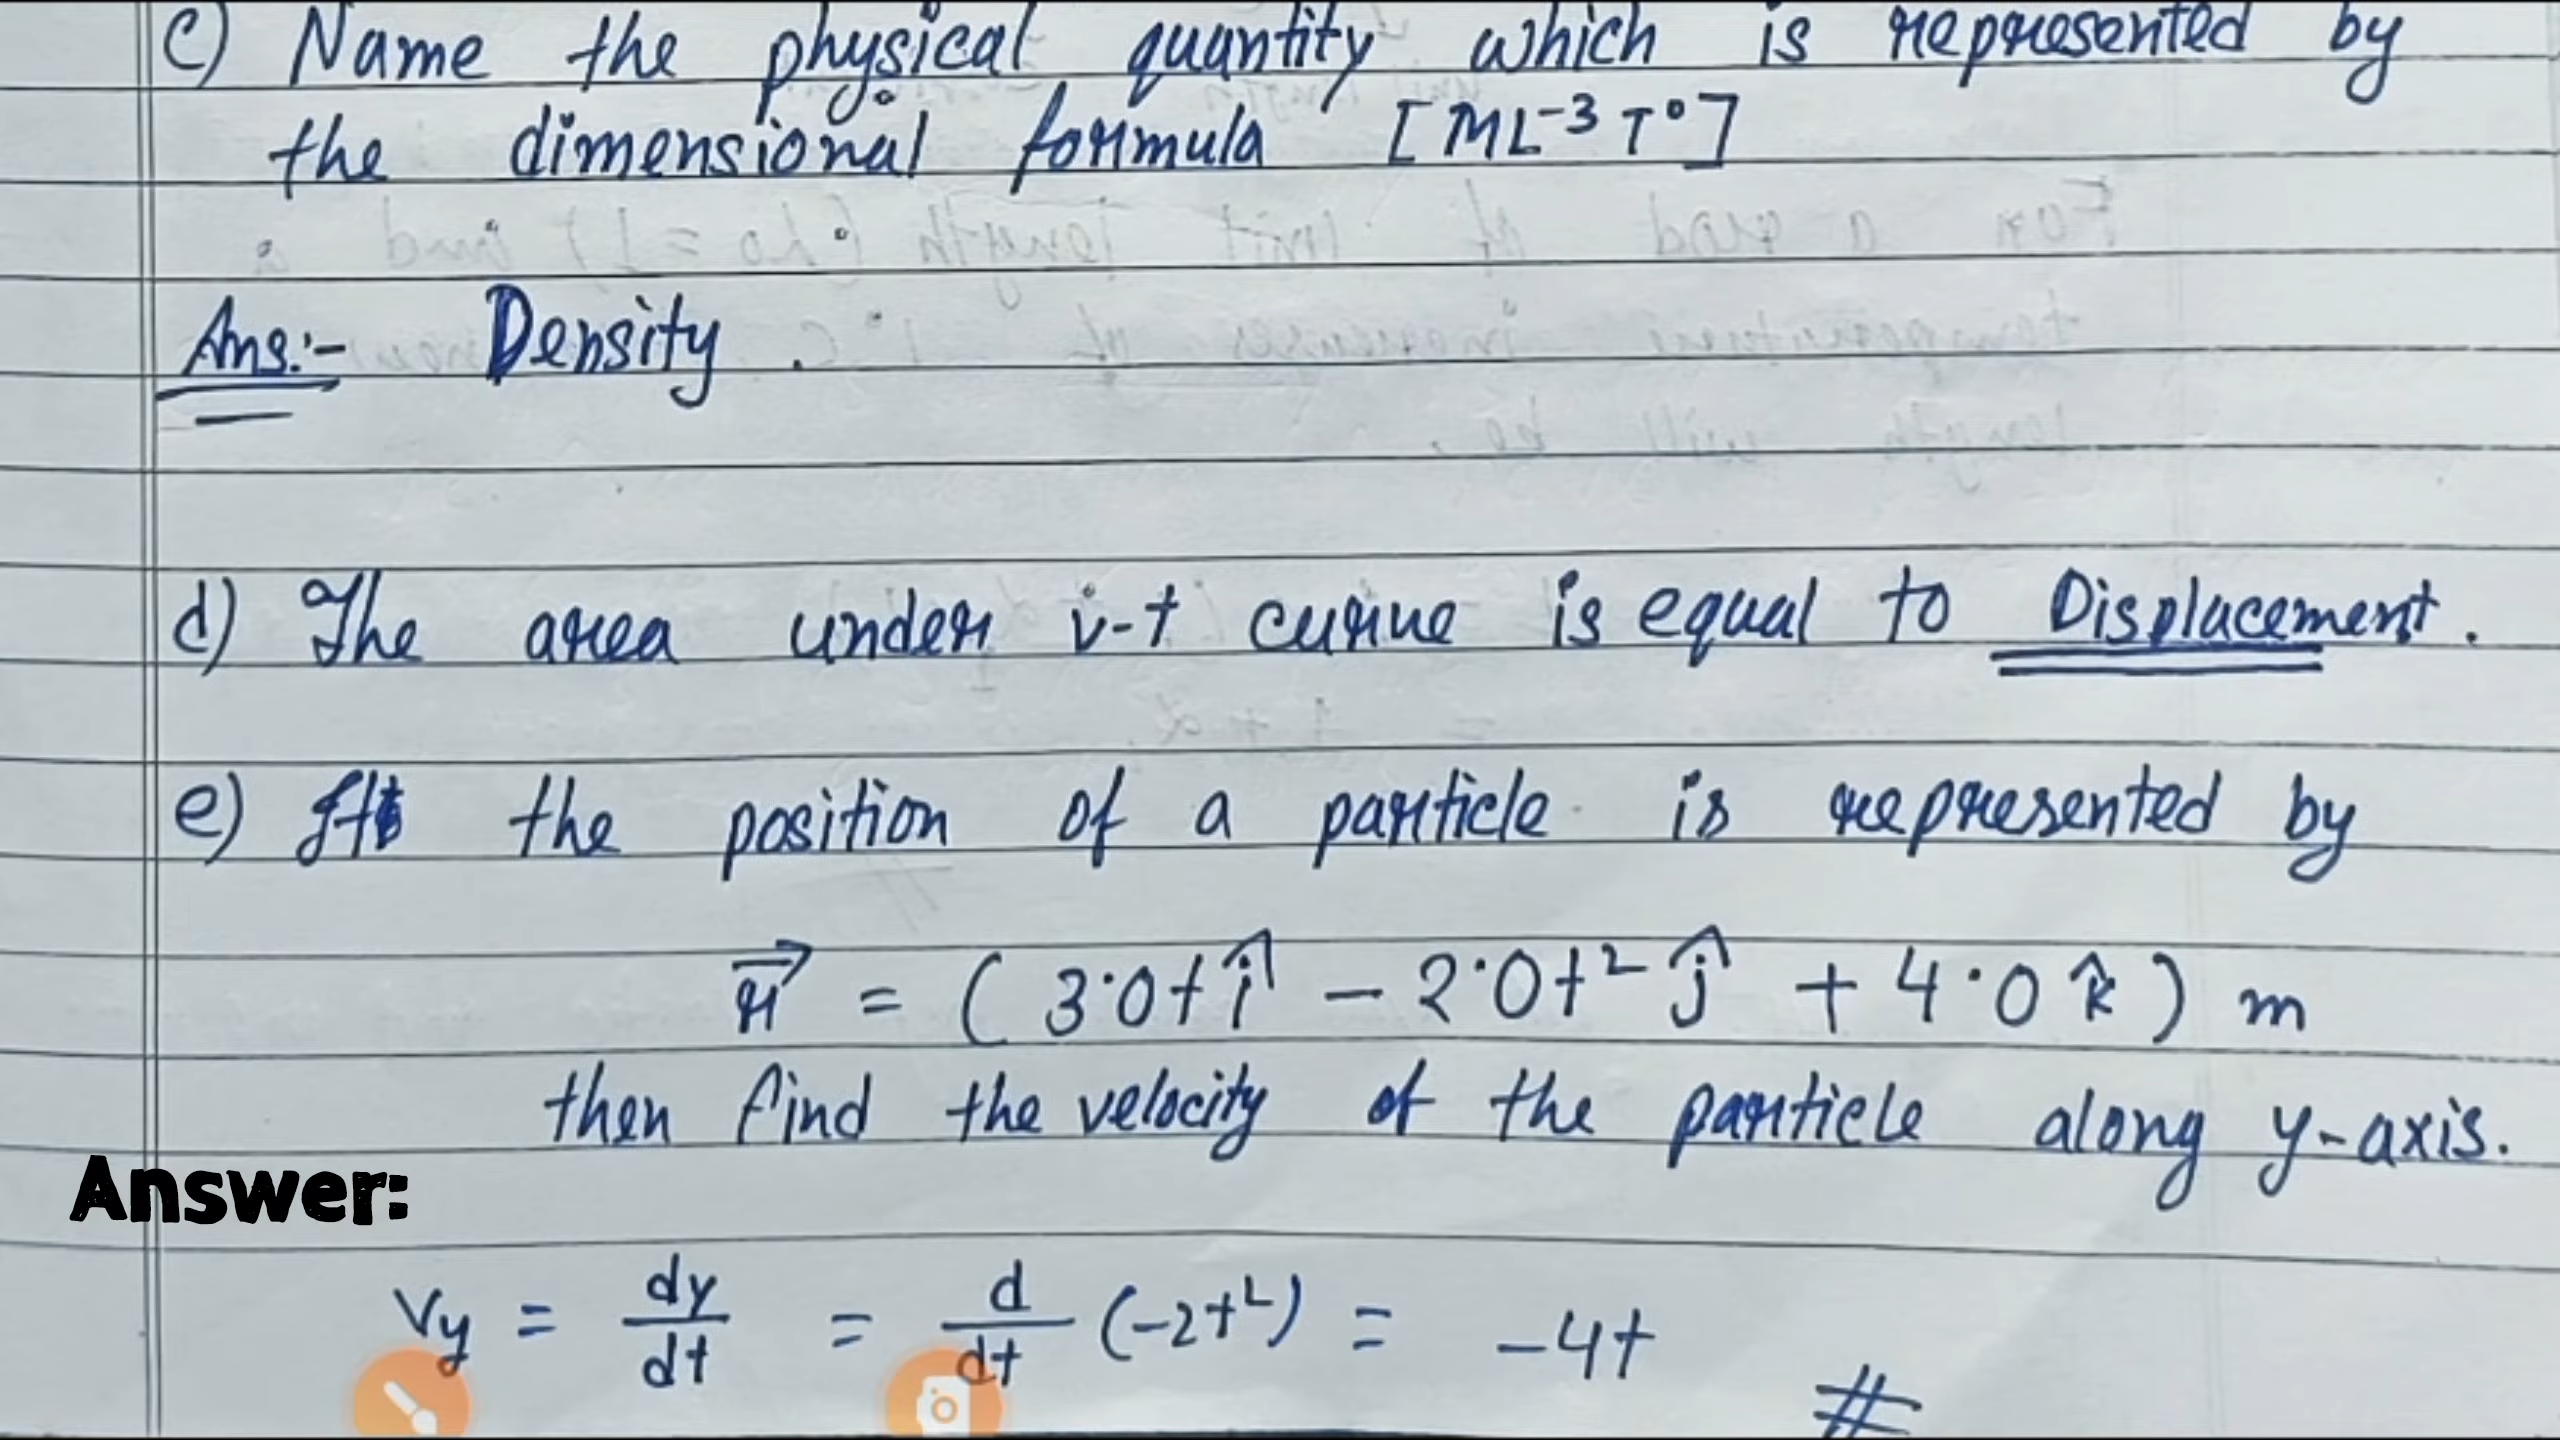 c) Name the physical quantity which is represented by
the dimensional formula [ML⁻³T⁰]
Ans:- Density.
d) The area under v-t curve is equal to Displacement.
e) If the position of a particle is represented by
r⃗ = (3.0t î − 2.0t² ĵ + 4.0 k̂) m
then find the velocity of the particle along y-axis.
Answer:
Vy = dy/dt = d/dt (-2t²) = -4t
#